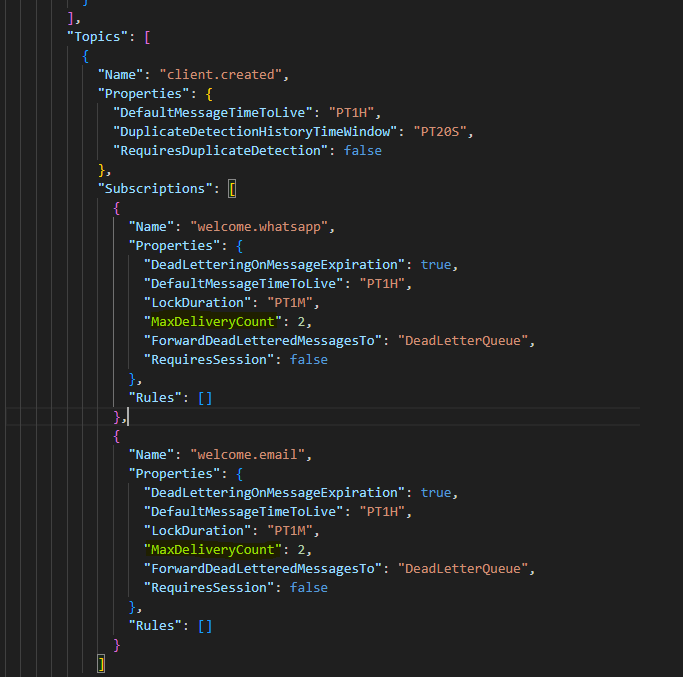 }
],
"Topics": [
{
"Name": "client.created",
"Properties": {
"DefaultMessageTimeToLive": "PT1H",
"DuplicateDetectionHistoryTimeWindow": "PT20S",
"RequiresDuplicateDetection": false
},
"Subscriptions": [
{
"Name": "welcome.whatsapp",
"Properties": {
"DeadLetteringOnMessageExpiration": true,
"DefaultMessageTimeToLive": "PT1H",
"LockDuration": "PT1M",
"MaxDeliveryCount": 2,
"ForwardDeadLetteredMessagesTo": "DeadLetterQueue",
"RequiresSession": false
},
"Rules": []
},
{
"Name": "welcome.email",
"Properties": {
"DeadLetteringOnMessageExpiration": true,
"DefaultMessageTimeToLive": "PT1H",
"LockDuration": "PT1M",
"MaxDeliveryCount": 2,
"ForwardDeadLetteredMessagesTo": "DeadLetterQueue",
"RequiresSession": false
},
"Rules": []
}
]